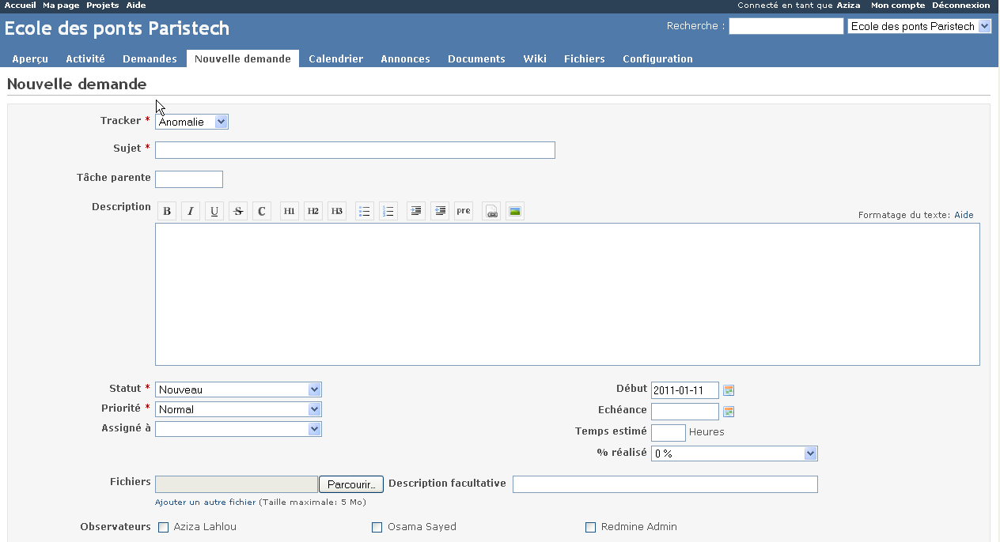 Accueil Ma page Projets Aide Connecté en tant que Aziza Mon compte Déconnexion
Ecole des ponts Paristech Recherche : Ecole des ponts Paristech
Aperçu Activité Demandes Nouvelle demande Calendrier Annonces Documents Wiki Fichiers Configuration
Nouvelle demande
Tracker * Anomalie
Sujet *
Tâche parente
Description B I U S C H1 H2 H3 pre Formatage du texte: Aide
Statut * Nouveau Début 2011-01-11
Priorité * Normal Echéance
Assigné à Temps estimé Heures
% réalisé 0 %
Fichiers Parcourir... Description facultative
Ajouter un autre fichier (Taille maximale: 5 Mo)
Observateurs Aziza Lahlou Osama Sayed Redmine Admin